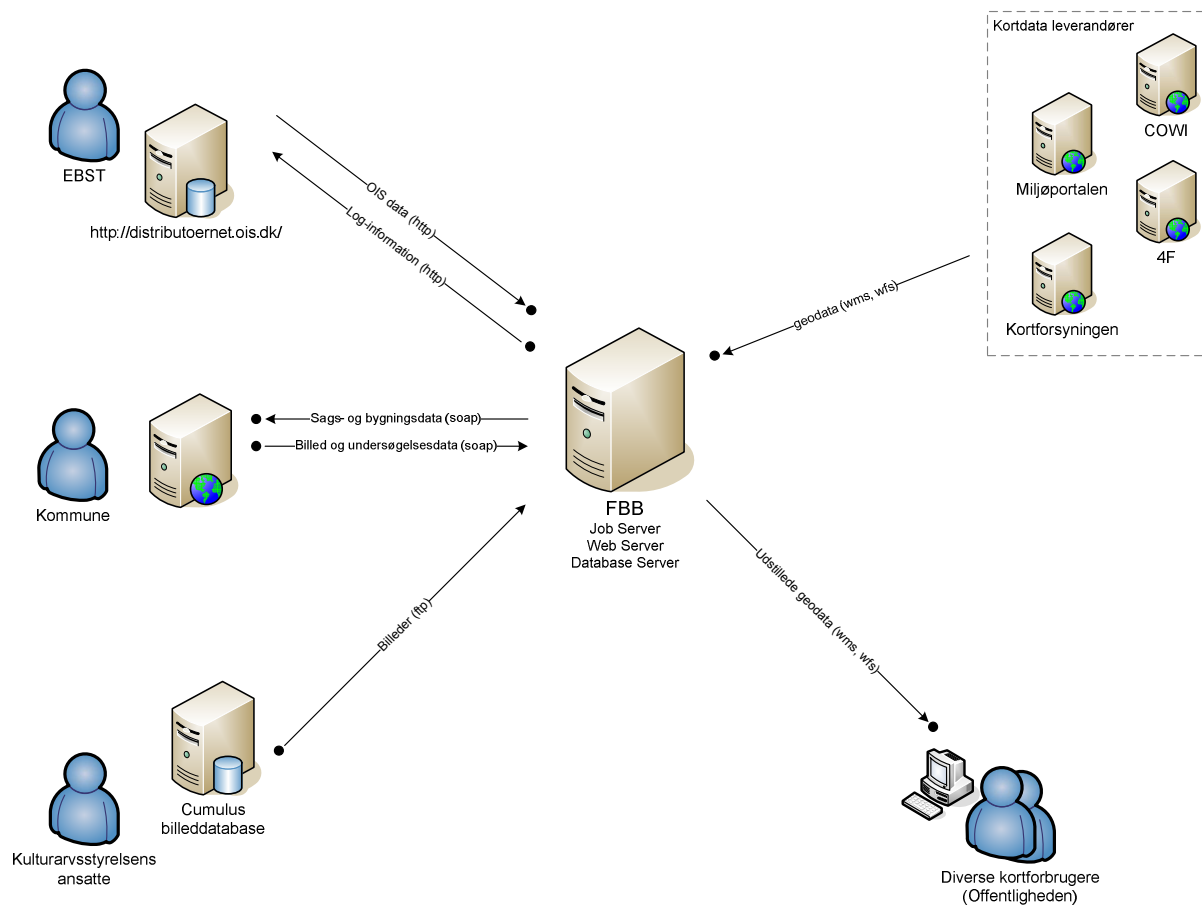 Kortdata leverandører
COWI
Miljøportalen
4F
Kortforsyningen
EBST
http://distributoernet.ois.dk/
OIS data (http)
Log-information (http)
geodata (wms, wfs)
Sags- og bygningsdata (soap)
Billed og undersøgelsesdata (soap)
Kommune
FBB
Job Server
Web Server
Database Server
Billeder (ftp)
Udstillede geodata (wms, wfs)
Cumulus
billeddatabase
Kulturarvsstyrelsens
ansatte
Diverse kortforbrugere
(Offentligheden)